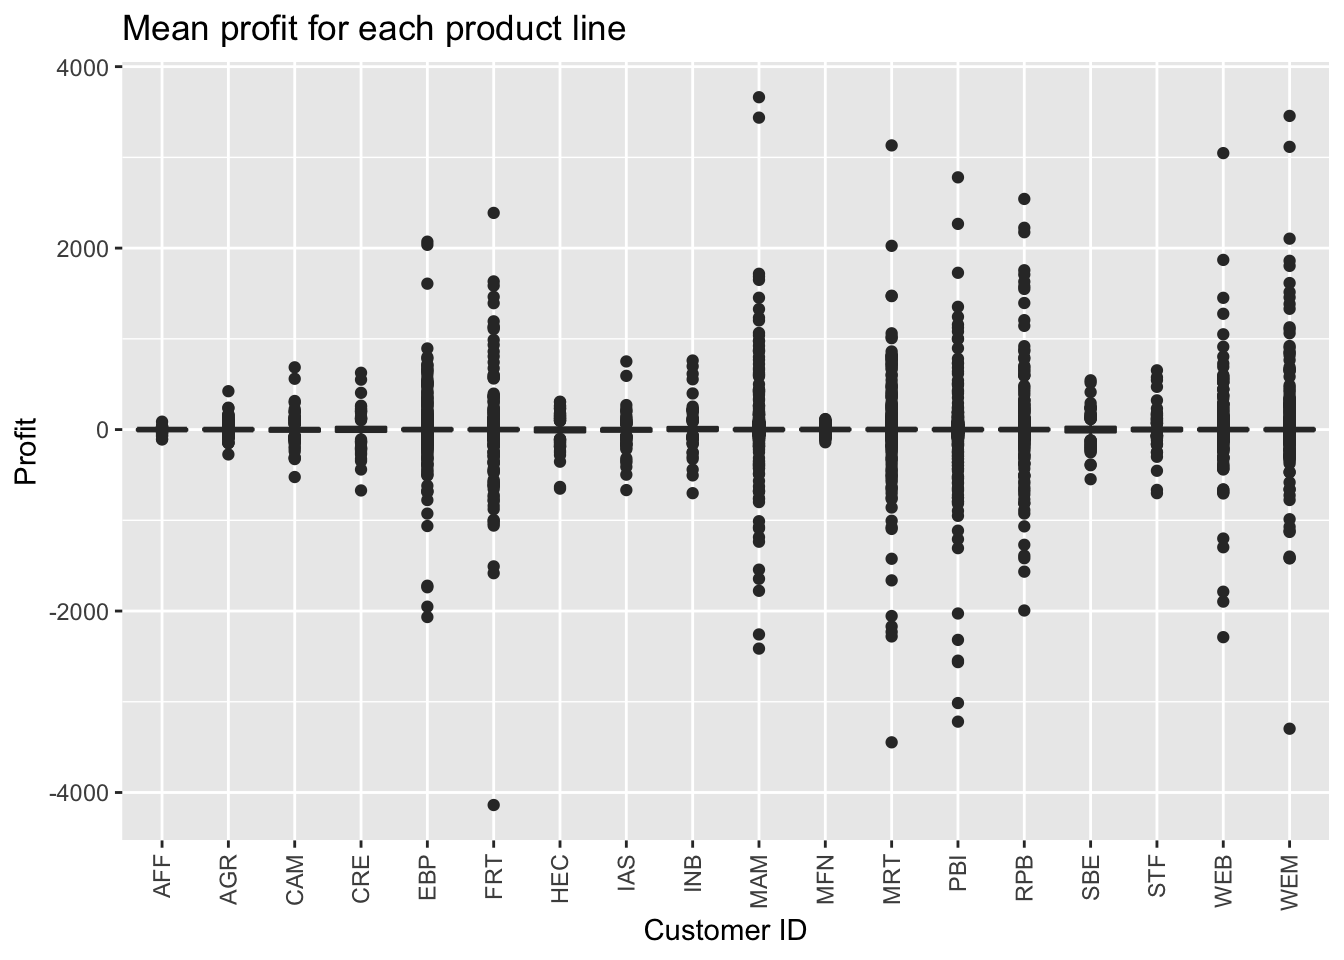 Mean profit for each product line
4000
2000
0
-2000
-4000
Profit
AFF AGR CAM CRE EBP FRT HEC IAS INB MAM MFN MRT PBI RPB SBE STF WEB WEM
Customer ID